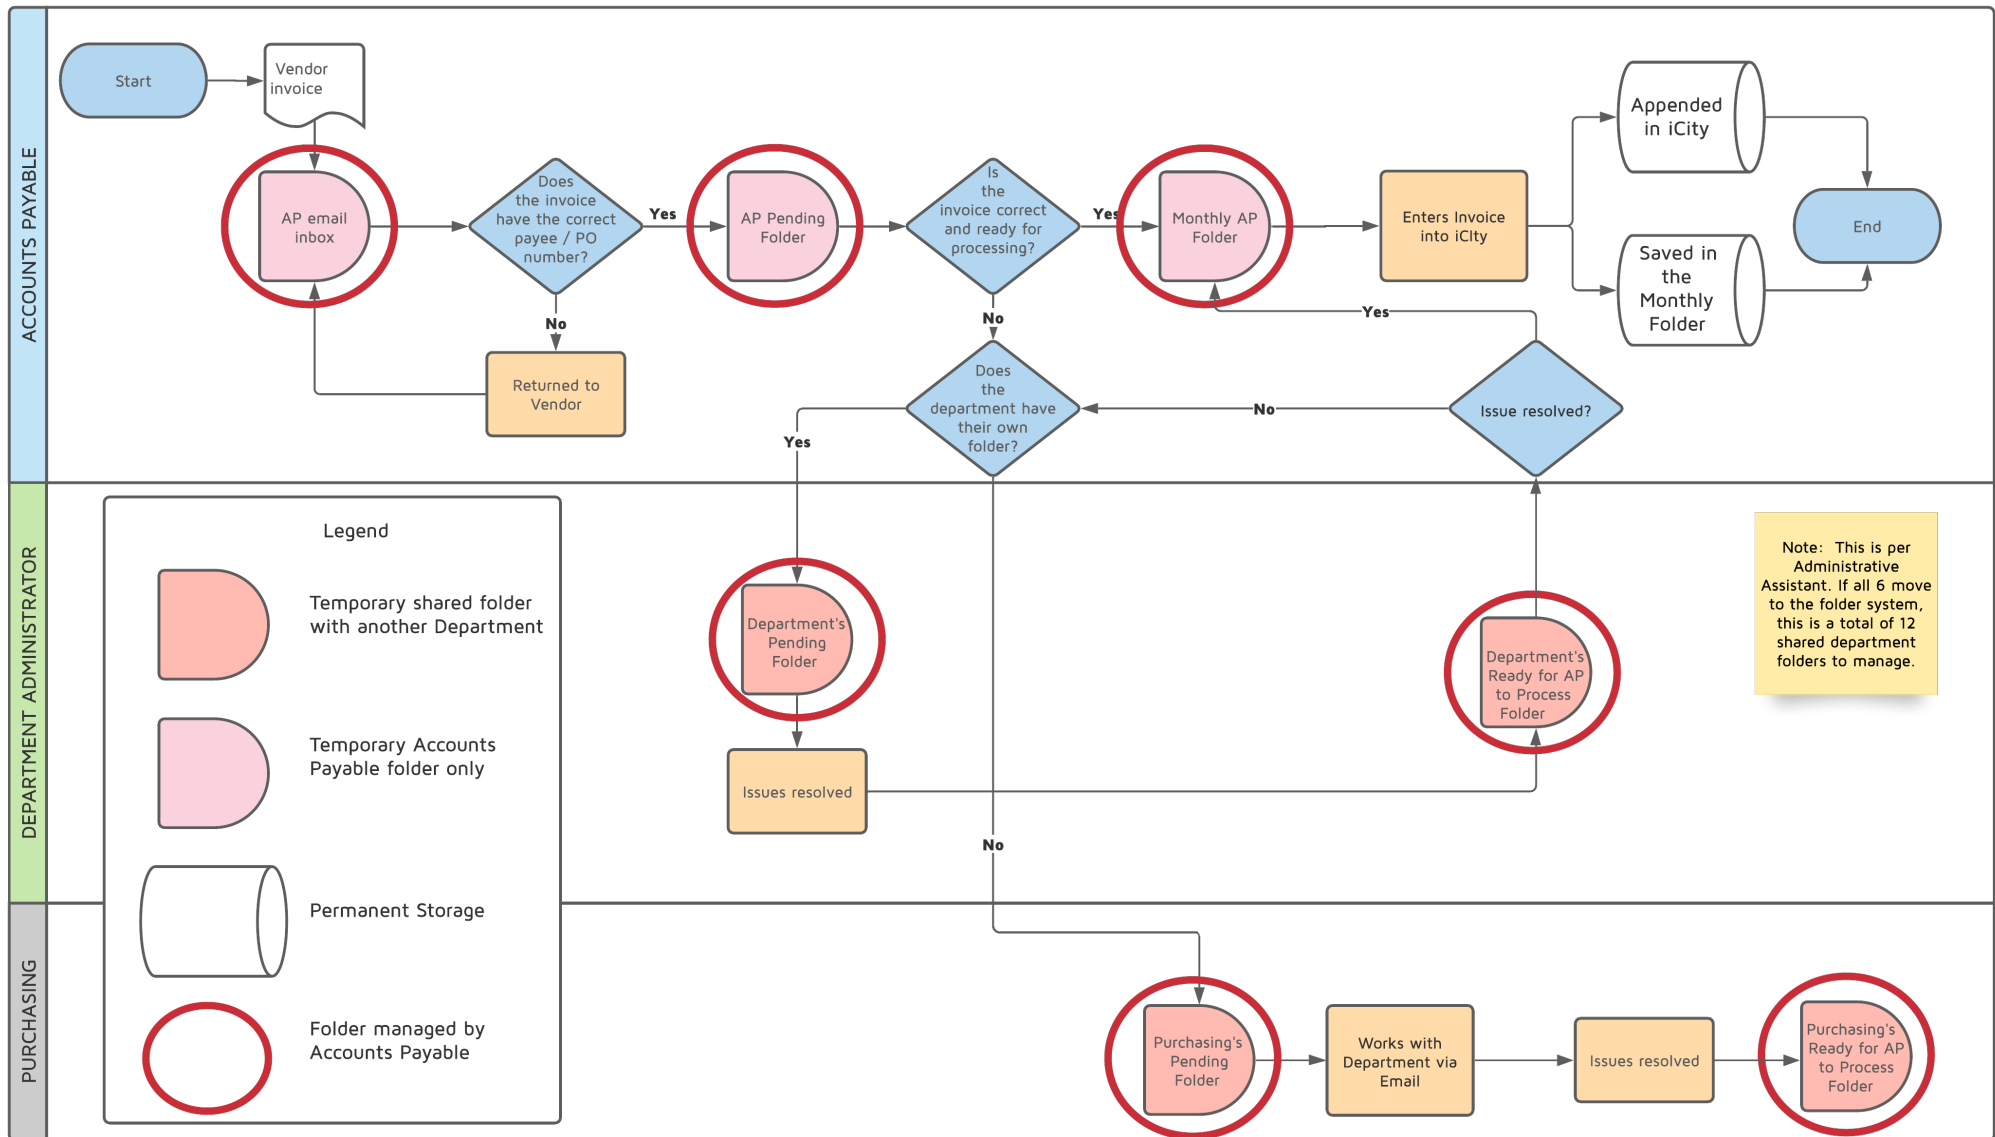 ACCOUNTS PAYABLE
Start
Vendor
invoice
AP email
inbox
Does
the invoice
have the correct
payee / PO
number?
Yes
No
Returned to
Vendor
AP Pending
Folder
Is
the
invoice correct
and ready for
processing?
Yes
No
Monthly AP
Folder
Enters Invoice
into iCIty
Appended
in iCity
Saved in
the
Monthly
Folder
End
Does
the
department have
their own
folder?
Yes
No
Issue resolved?
Yes
No
DEPARTMENT ADMINISTRATOR
Legend
Temporary shared folder
with another Department
Temporary Accounts
Payable folder only
Permanent Storage
Folder managed by
Accounts Payable
Department's
Pending
Folder
Issues resolved
Department's
Ready for AP
to Process
Folder
Note: This is per
Administrative
Assistant. If all 6 move
to the folder system,
this is a total of 12
shared department
folders to manage.
PURCHASING
Purchasing's
Pending
Folder
Works with
Department via
Email
Issues resolved
Purchasing's
Ready for AP
to Process
Folder